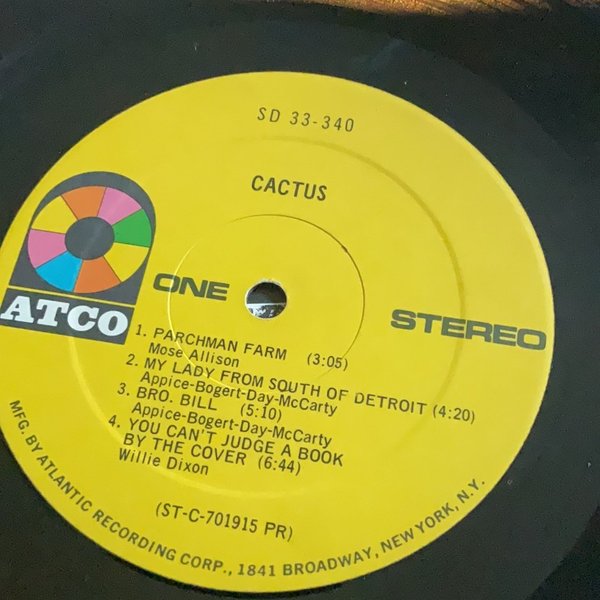 SD 33-340
CACTUS
ATCO
ONE
STEREO
1. PARCHMAN FARM (3:05)
Mose Allison
2. MY LADY FROM SOUTH OF DETROIT (4:20)
Appice-Bogert-Day-McCarty
3. BRO. BILL (5:10)
Appice-Bogert-Day-McCarty
4. YOU CAN'T JUDGE A BOOK
BY THE COVER (6:44)
Willie Dixon
(ST-C-701915 PR)
MFG. BY ATLANTIC RECORDING CORP., 1841 BROADWAY, NEW YORK, N.Y.